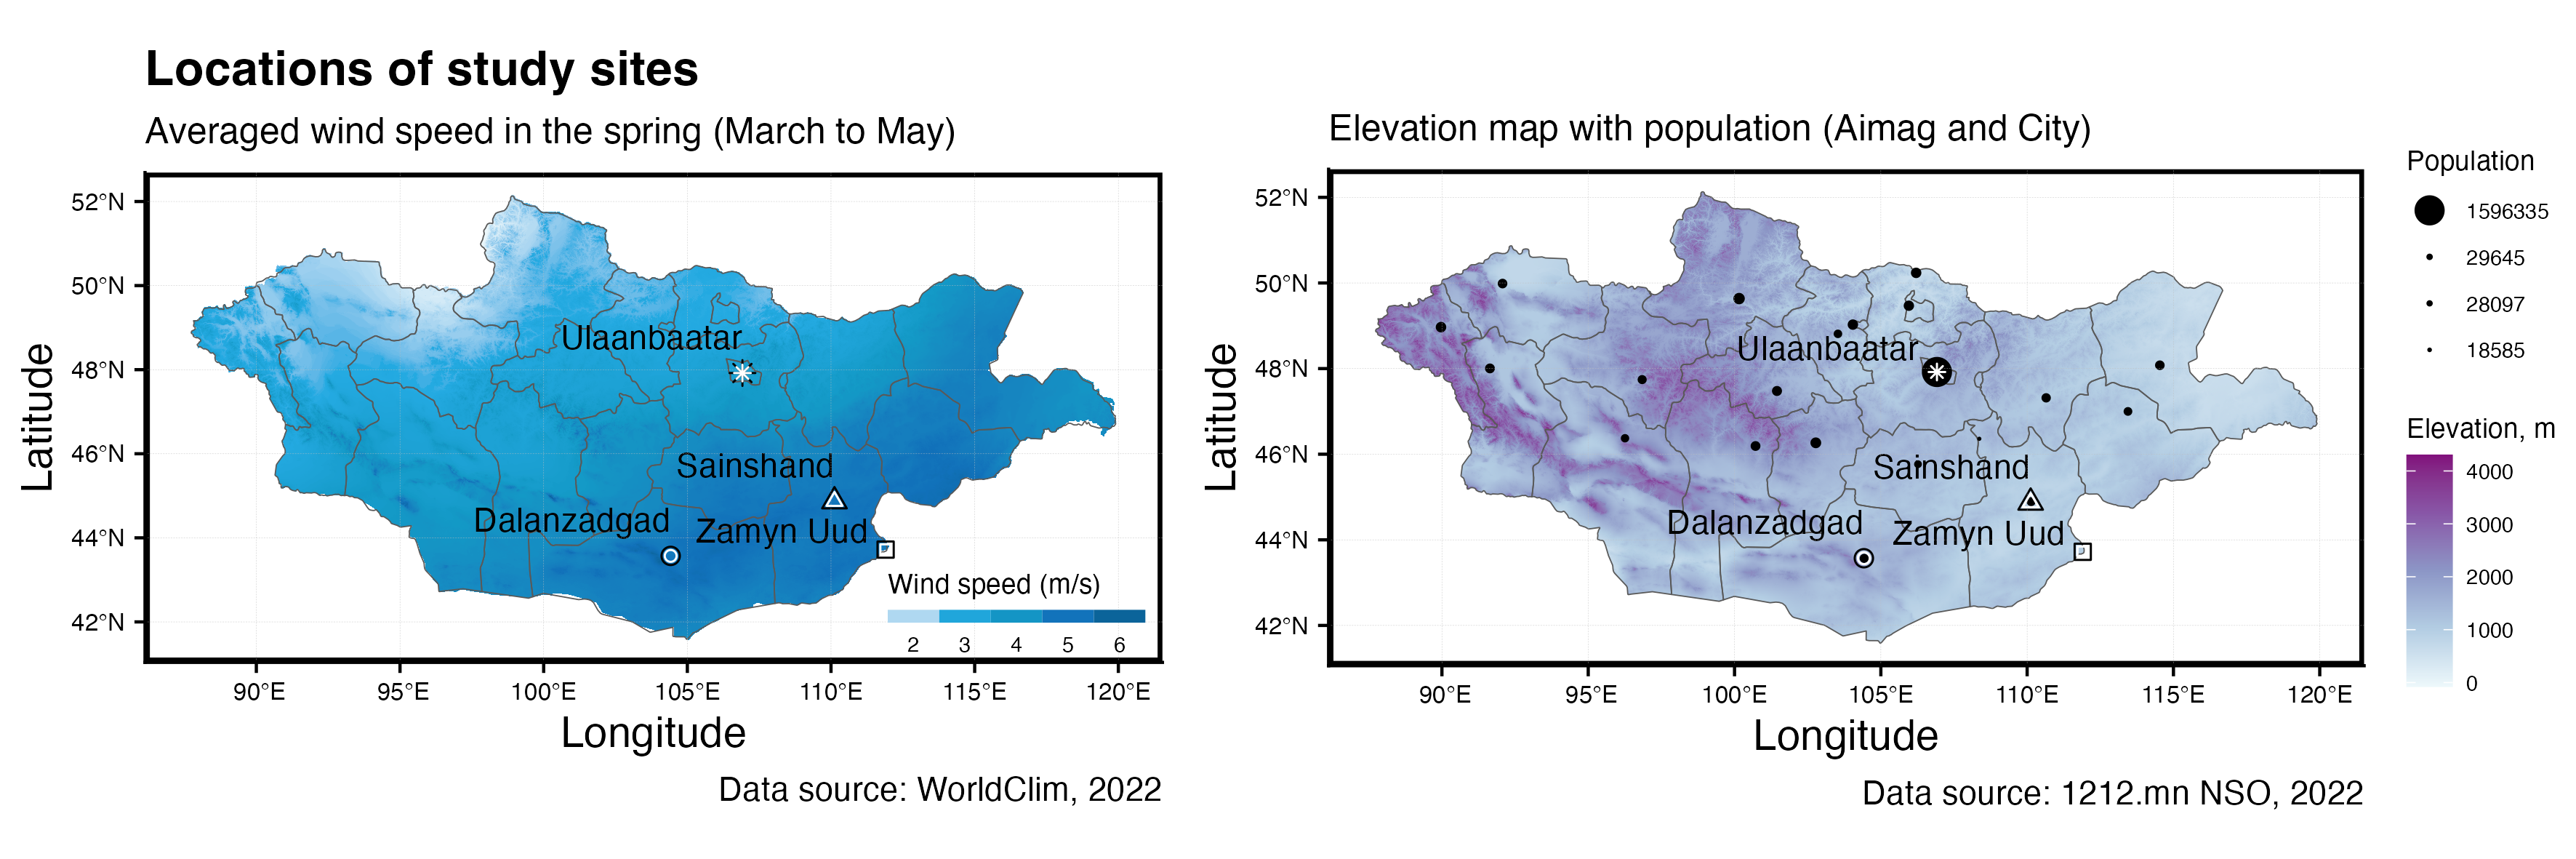 Locations of study sites
Averaged wind speed in the spring (March to May)
52°N
50°N
48°N
46°N
44°N
42°N
Latitude
Ulaanbaatar
Sainshand
Dalanzadgad
Zamyn Uud
Wind speed (m/s)
2 3 4 5 6
90°E 95°E 100°E 105°E 110°E 115°E 120°E
Longitude
Data source: WorldClim, 2022
Elevation map with population (Aimag and City)
52°N
50°N
48°N
46°N
44°N
42°N
Latitude
Ulaanbaatar
Sainshand
Dalanzadgad
Zamyn Uud
90°E 95°E 100°E 105°E 110°E 115°E 120°E
Longitude
Data source: 1212.mn NSO, 2022
Population
1596335
29645
28097
18585
Elevation, m
4000
3000
2000
1000
0